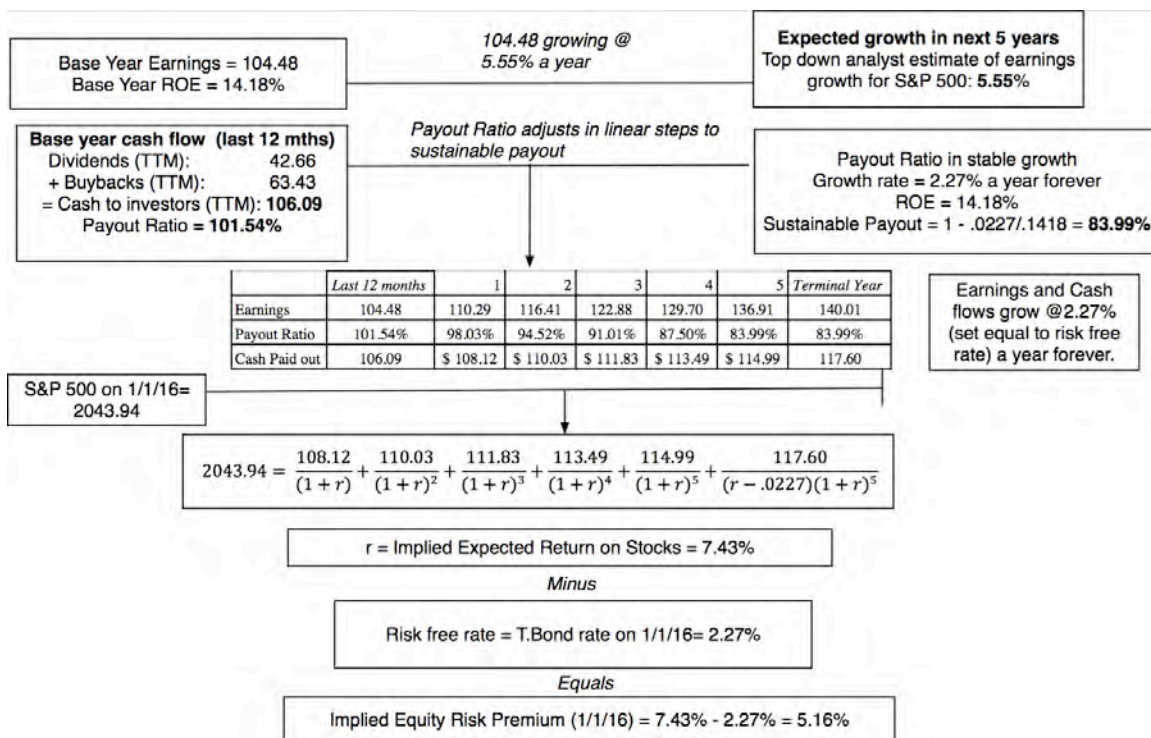 Base Year Earnings = 104.48
Base Year ROE = 14.18%
104.48 growing @
5.55% a year
Expected growth in next 5 years
Top down analyst estimate of earnings
growth for S&P 500: 5.55%
Base year cash flow (last 12 mths)
Dividends (TTM): 42.66
+ Buybacks (TTM): 63.43
= Cash to investors (TTM): 106.09
Payout Ratio = 101.54%
Payout Ratio adjusts in linear steps to
sustainable payout
Payout Ratio in stable growth
Growth rate = 2.27% a year forever
ROE = 14.18%
Sustainable Payout = 1 - .0227/.1418 = 83.99%
Last 12 months 1 2 3 4 5 Terminal Year
Earnings 104.48 110.29 116.41 122.88 129.70 136.91 140.01
Payout Ratio 101.54% 98.03% 94.52% 91.01% 87.50% 83.99% 83.99%
Cash Paid out 106.09 $ 108.12 $ 110.03 $ 111.83 $ 113.49 $ 114.99 117.60
Earnings and Cash
flows grow @2.27%
(set equal to risk free
rate) a year forever.
S&P 500 on 1/1/16=
2043.94
2043.94 = 108.12/(1 + r) + 110.03/(1 + r)² + 111.83/(1 + r)³ + 113.49/(1 + r)⁴ + 114.99/(1 + r)⁵ + 117.60/(r − .0227)(1 + r)⁵
r = Implied Expected Return on Stocks = 7.43%
Minus
Risk free rate = T.Bond rate on 1/1/16= 2.27%
Equals
Implied Equity Risk Premium (1/1/16) = 7.43% - 2.27% = 5.16%